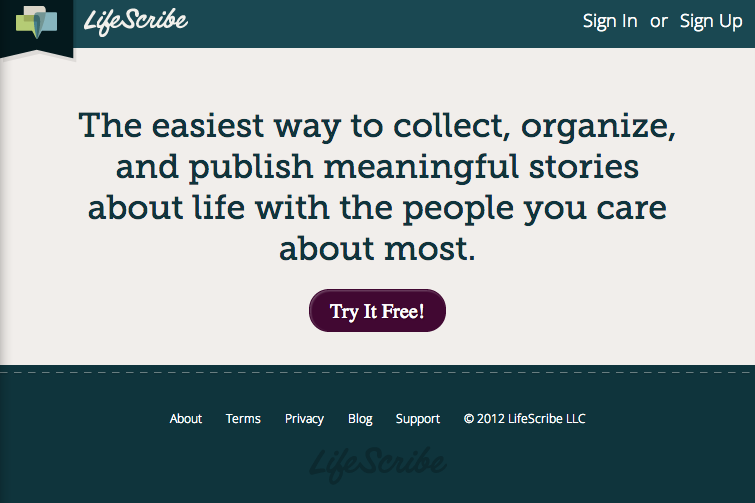 LifeScribe
Sign In or Sign Up
The easiest way to collect, organize,
and publish meaningful stories
about life with the people you care
about most.
Try It Free!
About Terms Privacy Blog Support © 2012 LifeScribe LLC
LifeScribe